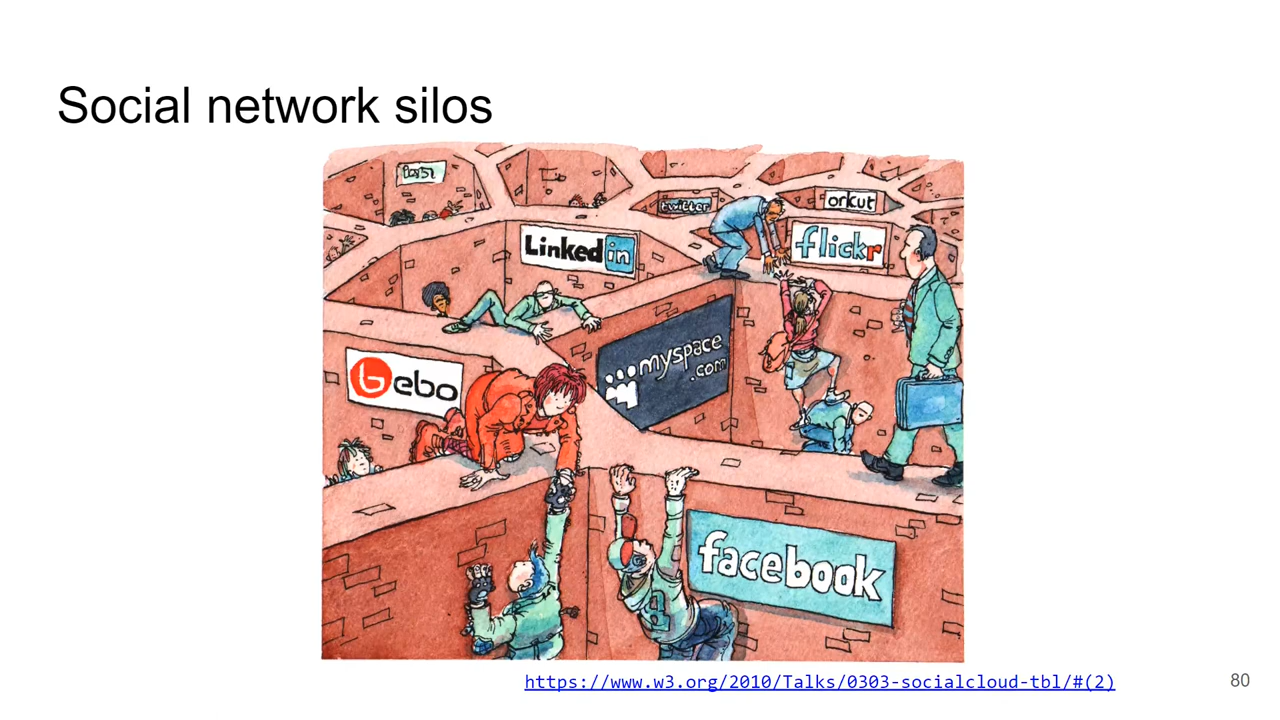 Social network silos
twitter
orkut
Linkedin
flickr
myspace
.com
bebo
facebook
https://www.w3.org/2010/Talks/0303-socialcloud-tbl/#(2)
80